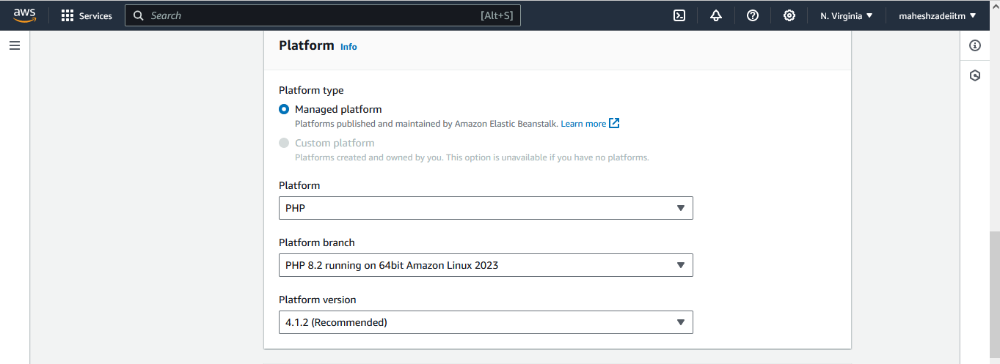 aws Services Search [Alt+S] N. Virginia maheshzadeiitm
Platform Info
Platform type
Managed platform
Platforms published and maintained by Amazon Elastic Beanstalk. Learn more
Custom platform
Platforms created and owned by you. This option is unavailable if you have no platforms.
Platform
PHP
Platform branch
PHP 8.2 running on 64bit Amazon Linux 2023
Platform version
4.1.2 (Recommended)